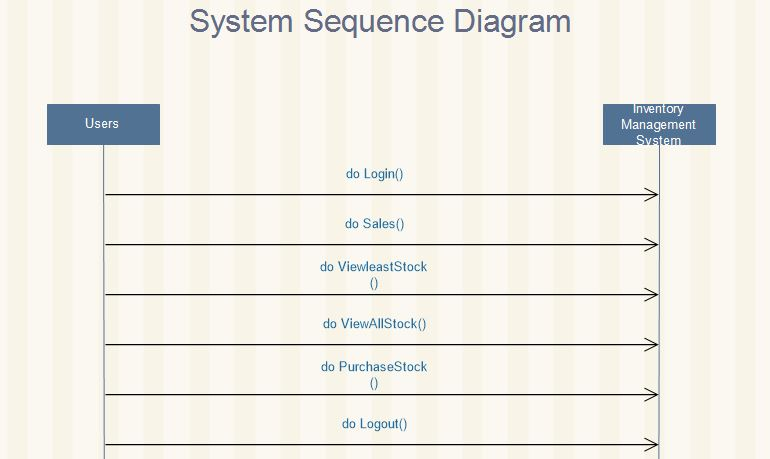 System Sequence Diagram
Inventory
Users
Management
System
do Login()
do Sales()
do ViewleastStock
()
do ViewAllStock()
do PurchaseStock
()
do Logout()